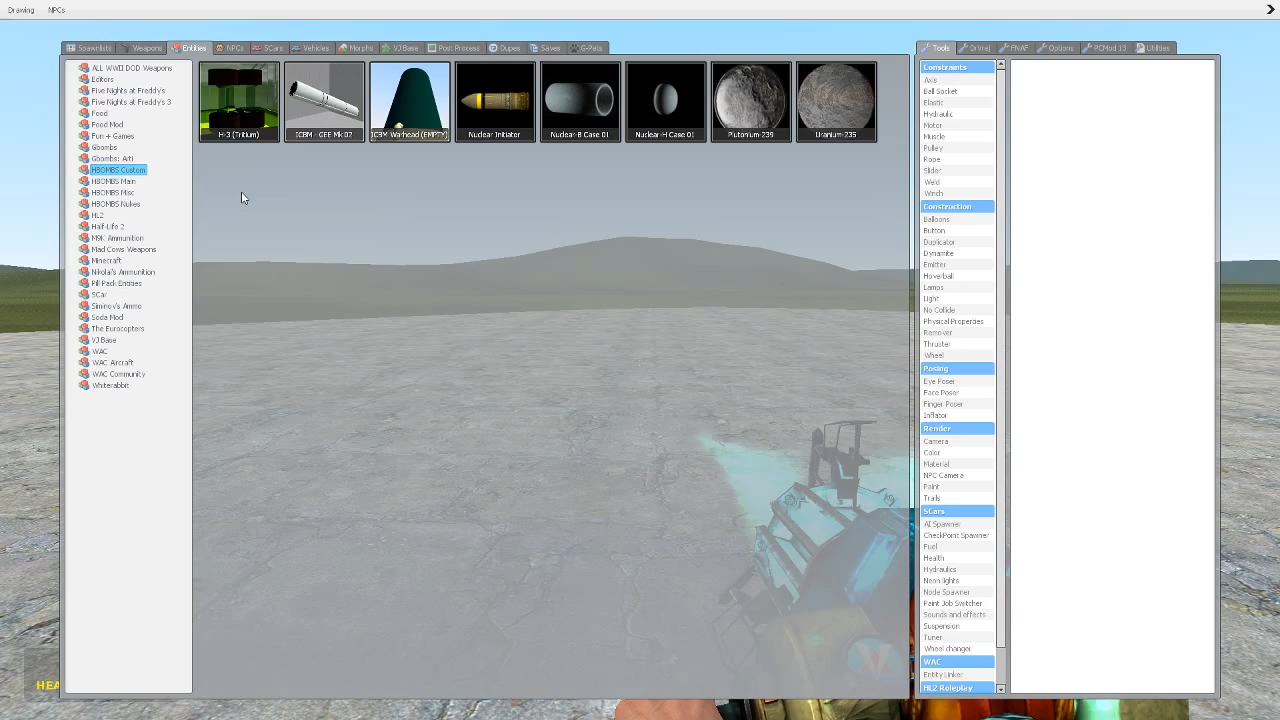 Drawing NPCs
Spawnlists Weapons Entities NPCs SCars Vehicles Morphs VJ Base Post Process Dupes Saves G-Pets
Tools DrVrej FNAF Options PCMod 13 Utilities
ALL WWII DOD Weapons
Editors
Five Nights at Freddy's
Five Nights at Freddy's 3
Food
Food Mod
Fun + Games
Gbombs
Gbombs: Arti
HBOMBS Custom
HBOMBS Main
HBOMBS Misc
HBOMBS Nukes
HL2
Half-Life 2
M9K Ammunition
Mad Cows Weapons
Minecraft
Nikolai's Ammunition
Pill Pack Entities
SCar
Siminov's Ammo
Soda Mod
The Eurocopters
VJ Base
WAC
WAC Aircraft
WAC Community
Whiterabbit
H-3 (Tritium)
ICBM - GEE Mk 02
ICBM Warhead (EMPTY)
Nuclear Initiator
Nuclear-B Case 01
Nuclear-H Case 01
Plutonium-239
Uranium-235
Constraints
Axis
Ball Socket
Elastic
Hydraulic
Motor
Muscle
Pulley
Rope
Slider
Weld
Winch
Construction
Balloons
Button
Duplicator
Dynamite
Emitter
Hoverball
Lamps
Light
No Collide
Physical Properties
Remover
Thruster
Wheel
Posing
Eye Poser
Face Poser
Finger Poser
Inflator
Render
Camera
Color
Material
NPC Camera
Paint
Trails
SCars
AI Spawner
CheckPoint Spawner
Fuel
Health
Hydraulics
Neon lights
Node Spawner
Paint Job Switcher
Sounds and effects
Suspension
Tuner
Wheel changer
WAC
Entity Linker
HL2 Roleplay
HEA